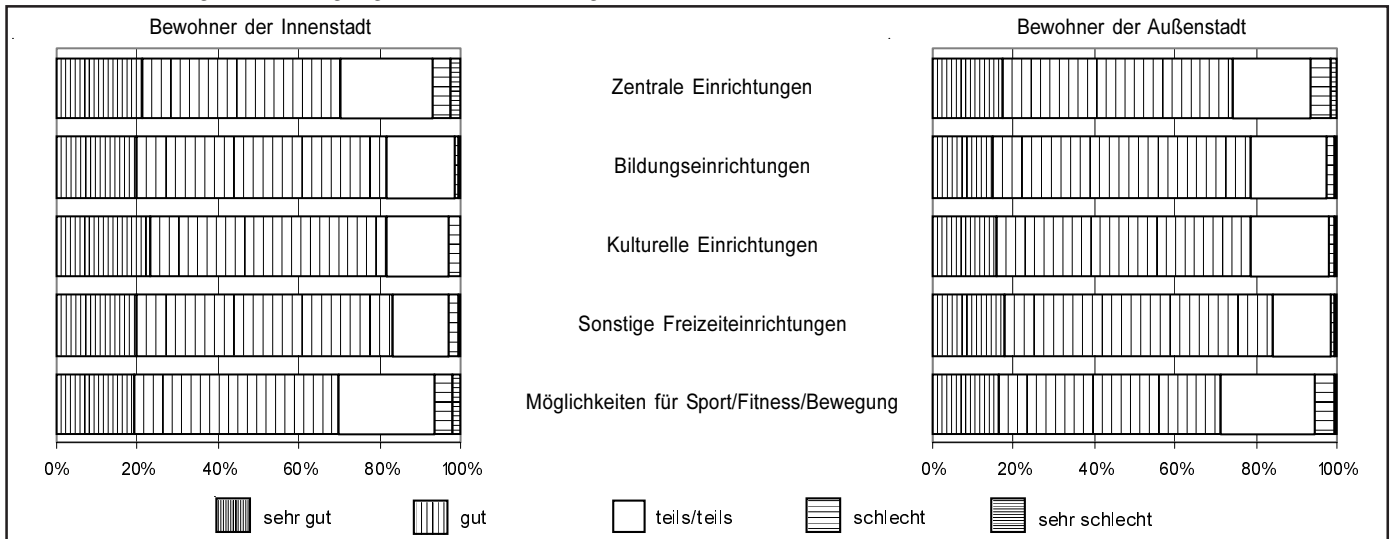 Bewohner der Innenstadt
Bewohner der Außenstadt
Zentrale Einrichtungen
Bildungseinrichtungen
Kulturelle Einrichtungen
Sonstige Freizeiteinrichtungen
Möglichkeiten für Sport/Fitness/Bewegung
0% 20% 40% 60% 80% 100%
0% 20% 40% 60% 80% 100%
sehr gut gut teils/teils schlecht sehr schlecht